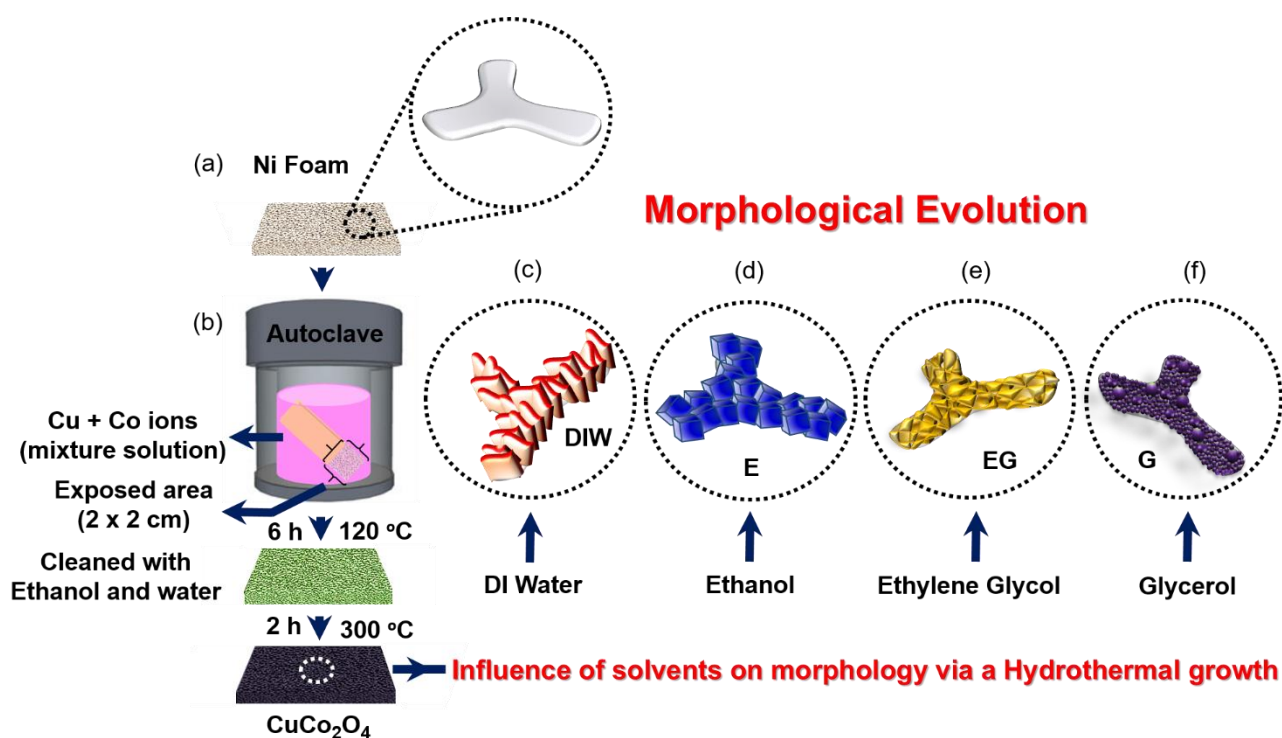 (a)
Ni Foam
Morphological Evolution
(b)
Autoclave
Cu + Co ions
(mixture solution)
Exposed area
(2 x 2 cm)
6 h 120 ºC
Cleaned with
Ethanol and water
2 h 300 ºC
CuCo₂O₄
(c)
DIW
DI Water
(d)
E
Ethanol
(e)
EG
Ethylene Glycol
(f)
G
Glycerol
Influence of solvents on morphology via a Hydrothermal growth